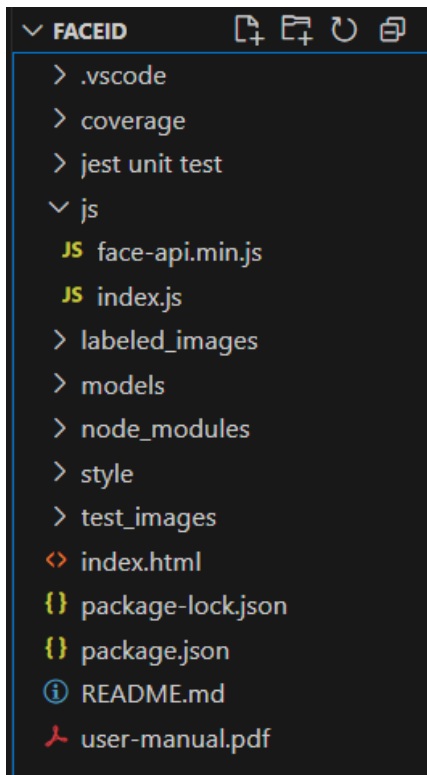 FACEID
.vscode
coverage
jest unit test
js
JS face-api.min.js
JS index.js
labeled_images
models
node_modules
style
test_images
index.html
{} package-lock.json
{} package.json
README.md
user-manual.pdf